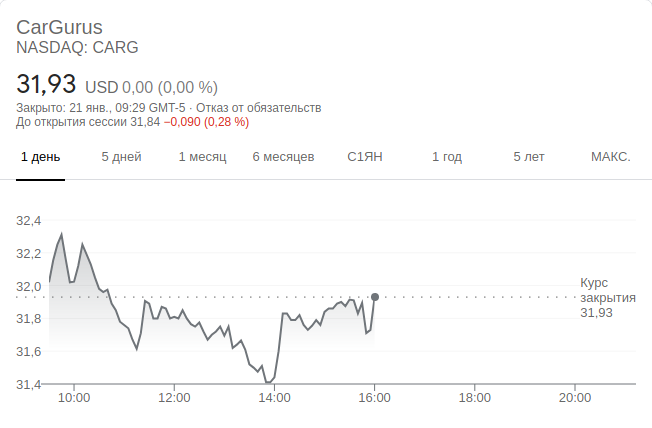 CarGurus
NASDAQ: CARG
31,93 USD 0,00 (0,00 %)
Закрыто: 21 янв., 09:29 GMT-5 · Отказ от обязательств
До открытия сессии 31,84 −0,090 (0,28 %)
1 день 5 дней 1 месяц 6 месяцев С1ЯН 1 год 5 лет МАКС.
32,4
32,2
32,0
31,8
31,6
31,4
Курс
закрытия
31,93
10:00 12:00 14:00 16:00 18:00 20:00